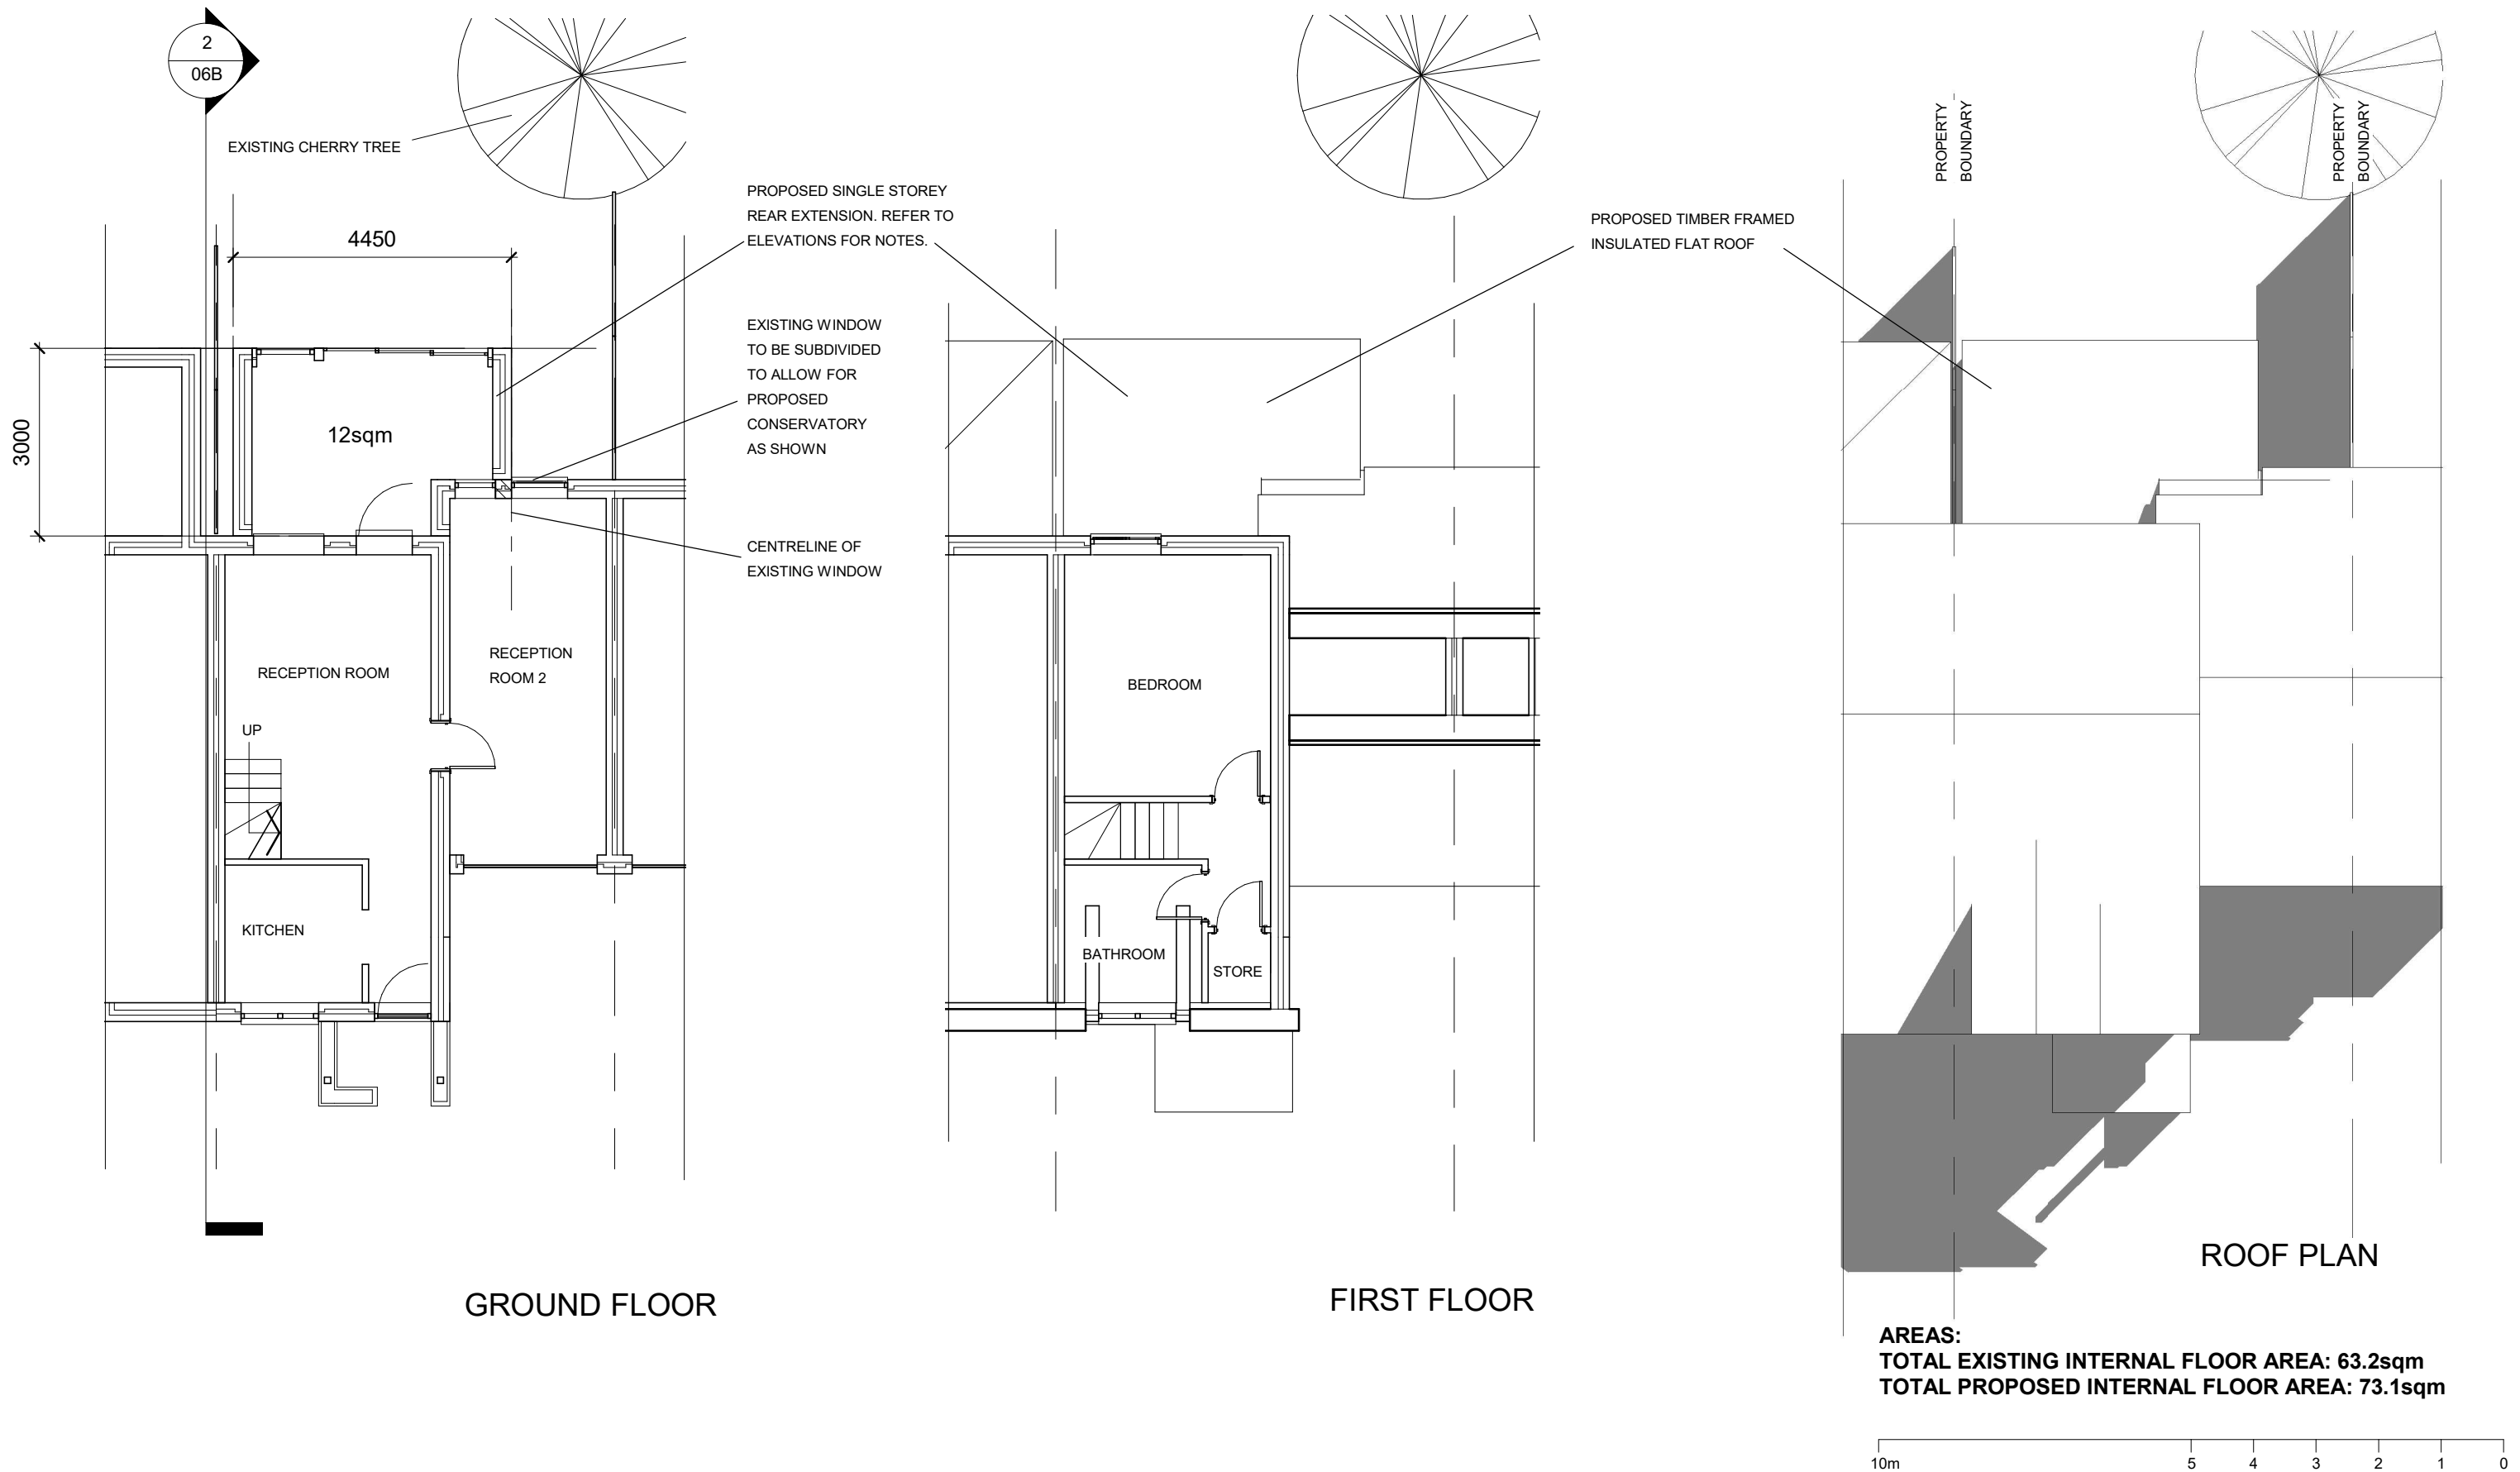 2
06B
EXISTING CHERRY TREE
4450
3000
12sqm
RECEPTION ROOM
RECEPTION
ROOM 2
UP
KITCHEN
GROUND FLOOR
PROPOSED SINGLE STOREY
REAR EXTENSION. REFER TO
ELEVATIONS FOR NOTES.
EXISTING WINDOW
TO BE SUBDIVIDED
TO ALLOW FOR
PROPOSED
CONSERVATORY
AS SHOWN
CENTRELINE OF
EXISTING WINDOW
BEDROOM
BATHROOM
STORE
FIRST FLOOR
PROPOSED TIMBER FRAMED
INSULATED FLAT ROOF
PROPERTY
BOUNDARY
PROPERTY
BOUNDARY
ROOF PLAN
AREAS:
TOTAL EXISTING INTERNAL FLOOR AREA: 63.2sqm
TOTAL PROPOSED INTERNAL FLOOR AREA: 73.1sqm
10m 5 4 3 2 1 0